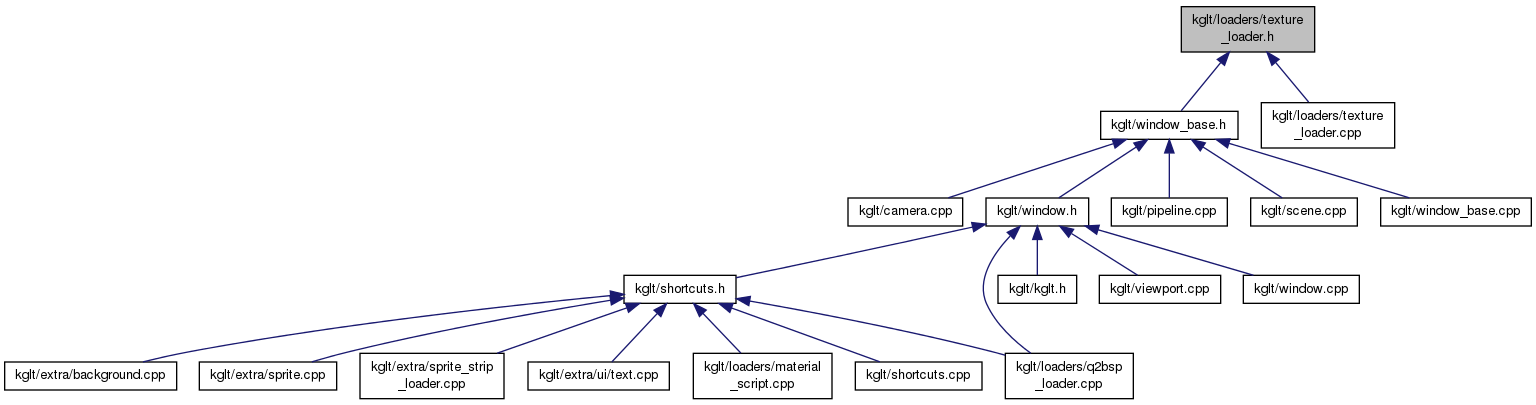 kglt/loaders/texture
_loader.h
kglt/window_base.h
kglt/loaders/texture
_loader.cpp
kglt/camera.cpp
kglt/window.h
kglt/pipeline.cpp
kglt/scene.cpp
kglt/window_base.cpp
kglt/shortcuts.h
kglt/kglt.h
kglt/viewport.cpp
kglt/window.cpp
kglt/extra/background.cpp
kglt/extra/sprite.cpp
kglt/extra/sprite_strip
_loader.cpp
kglt/extra/ui/text.cpp
kglt/loaders/material
_script.cpp
kglt/shortcuts.cpp
kglt/loaders/q2bsp
_loader.cpp